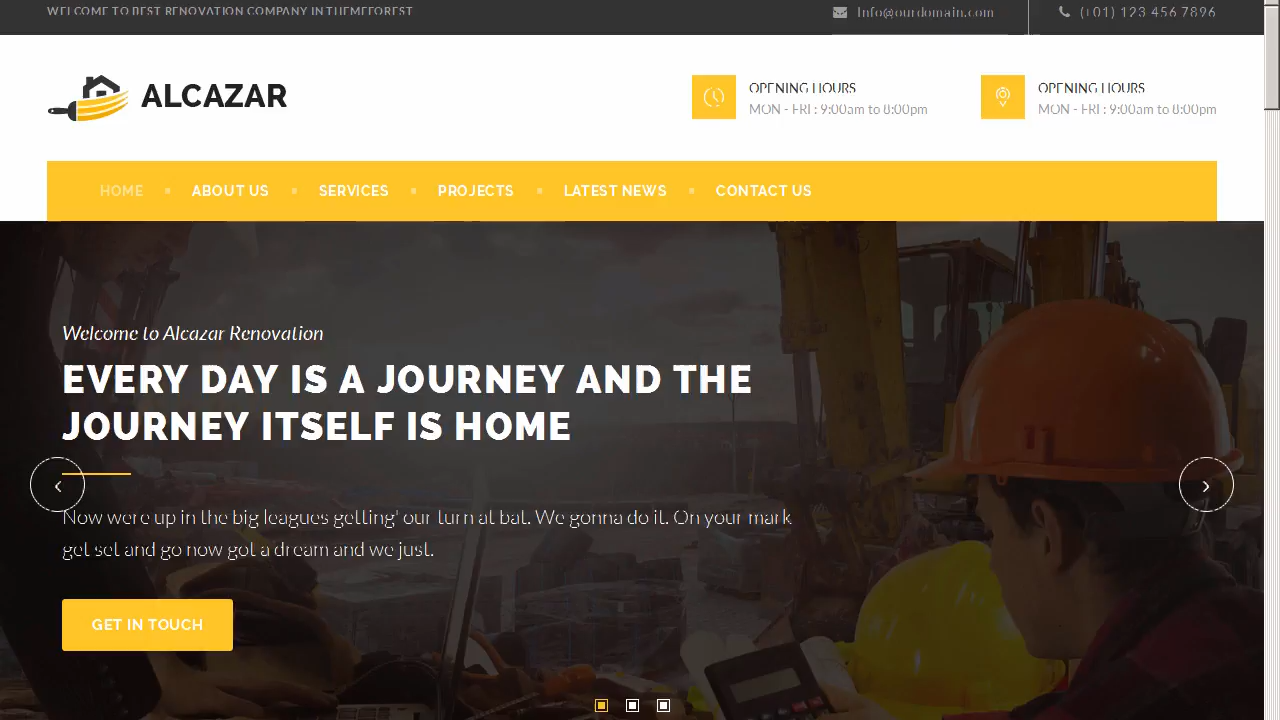 WELCOME TO BEST RENOVATION COMPANY IN THEMEFOREST
Info@ourdomain.com
(+01) 123 456 7896
ALCAZAR
OPENING HOURS
MON - FRI : 9:00am to 8:00pm
OPENING HOURS
MON - FRI : 9:00am to 8:00pm
HOME
ABOUT US
SERVICES
PROJECTS
LATEST NEWS
CONTACT US
Welcome to Alcazar Renovation
EVERY DAY IS A JOURNEY AND THE
JOURNEY ITSELF IS HOME
Now were up in the big leagues getting' our turn at bat. We gonna do it. On your mark
get set and go now got a dream and we just.
GET IN TOUCH